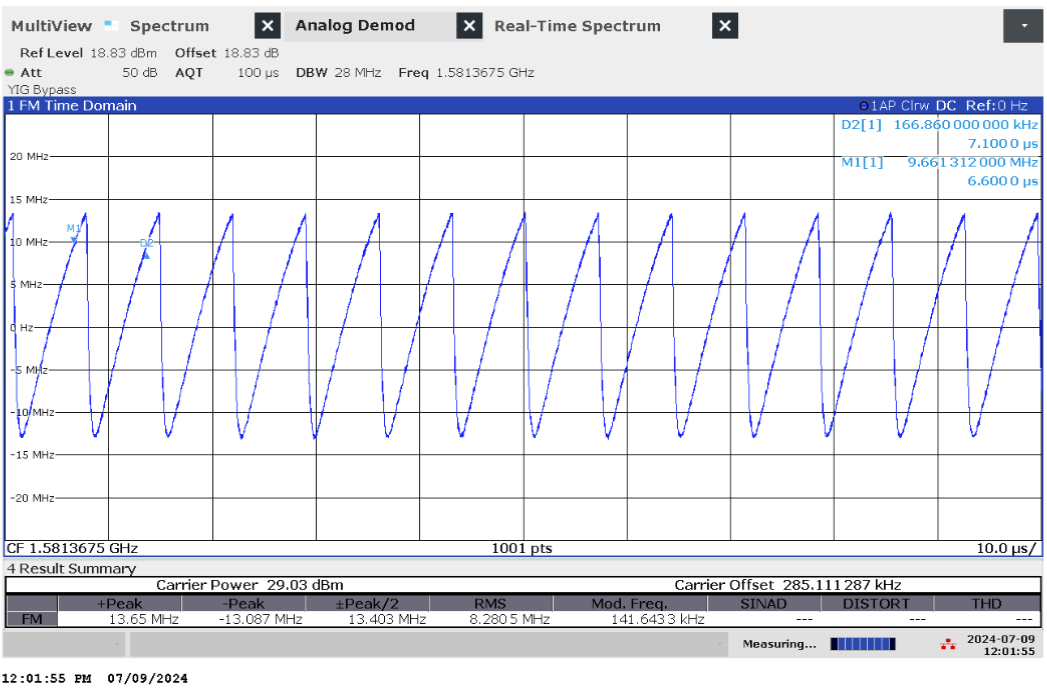 MultiView Spectrum X Analog Demod X Real-Time Spectrum X
Ref Level 18.83 dBm Offset 18.83 dB
Att 50 dB AQT 100 µs DBW 28 MHz Freq 1.5813675 GHz
YIG Bypass
1 FM Time Domain 1AP Clrw DC Ref:0 Hz
D2[1] 166.860 000 000 kHz
7.100 0 µs
M1[1] 9.661 312 000 MHz
6.600 0 µs
20 MHz
15 MHz
M1
D2
10 MHz
5 MHz
0 Hz
-5 MHz
-10 MHz
-15 MHz
-20 MHz
CF 1.5813675 GHz 1001 pts 10.0 µs/
4 Result Summary
Carrier Power 29.03 dBm Carrier Offset 285.111 287 kHz
+Peak -Peak ±Peak/2 RMS Mod. Freq. SINAD DISTORT THD
FM 13.65 MHz -13.087 MHz 13.403 MHz 8.280 5 MHz 141.643 3 kHz --- --- ---
Measuring... 2024-07-09
12:01:55
12:01:55 PM 07/09/2024